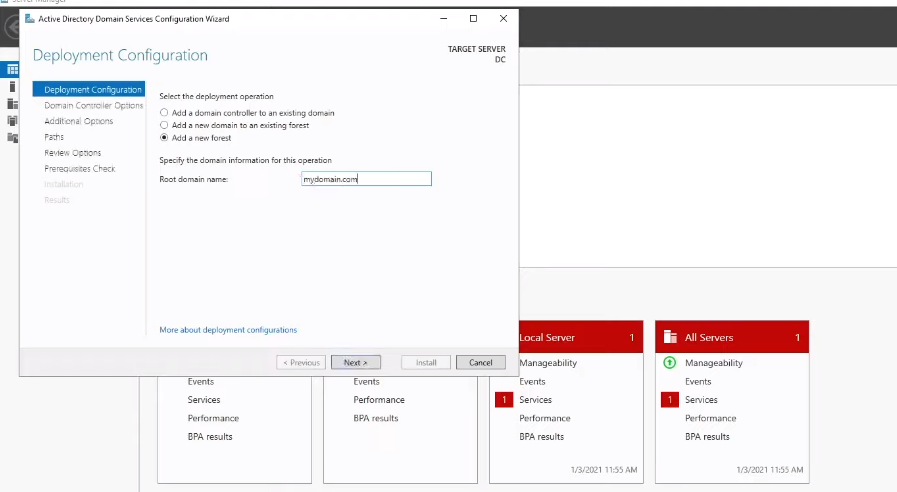 Server Manager
Active Directory Domain Services Configuration Wizard
Deployment Configuration
TARGET SERVER
DC
Deployment Configuration
Domain Controller Options
Additional Options
Paths
Review Options
Prerequisites Check
Installation
Results
Select the deployment operation
Add a domain controller to an existing domain
Add a new domain to an existing forest
Add a new forest
Specify the domain information for this operation
Root domain name:
mydomain.com
More about deployment configurations
< Previous
Next >
Install
Cancel
Events
Services
Performance
BPA results
Events
Performance
BPA results
Local Server 1
Manageability
Events
1 Services
Performance
BPA results
1/3/2021 11:55 AM
All Servers 1
Manageability
Events
1 Services
Performance
BPA results
1/3/2021 11:55 AM